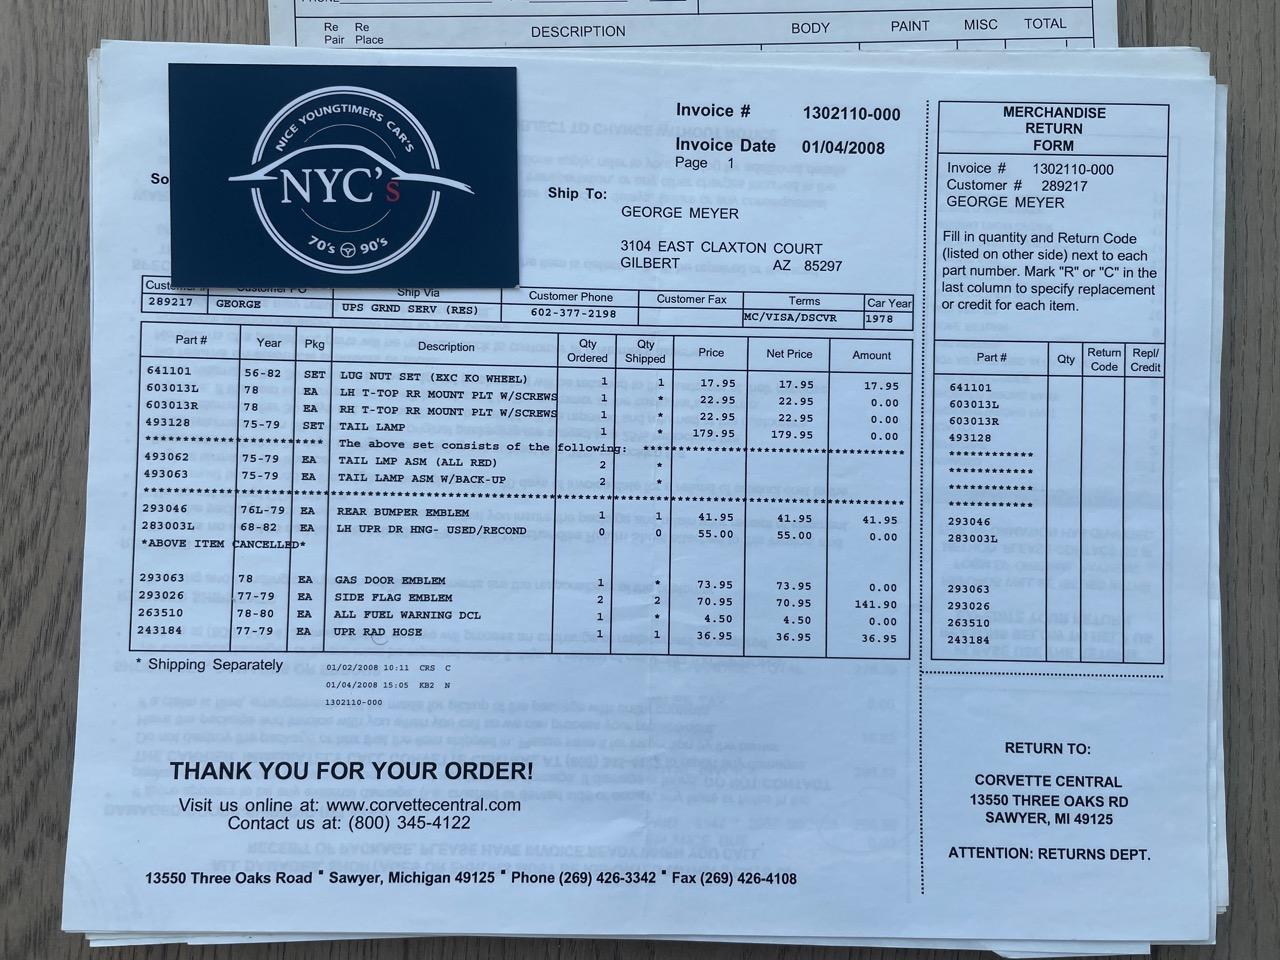 Re Re
Pair Place
DESCRIPTION BODY PAINT MISC TOTAL
NICE YOUNGTIMERS CAR'S
NYC's
70's 90's
Invoice # 1302110-000
Invoice Date 01/04/2008
Page 1
So
Ship To:
GEORGE MEYER
3104 EAST CLAXTON COURT
GILBERT AZ 85297
Ship Via Customer Phone Customer Fax Terms Car Year
289217 GEORGE UPS GRND SERV (RES) 602-377-2198 MC/VISA/DSCVR 1978
Part # Year Pkg Description Qty Ordered Qty Shipped Price Net Price Amount
641101 56-82 SET LUG NUT SET (EXC KO WHEEL) 1 1 17.95 17.95 17.95
603013L 78 EA LH T-TOP RR MOUNT PLT W/SCREWS 1 * 22.95 22.95 0.00
603013R 78 EA RH T-TOP RR MOUNT PLT W/SCREWS 1 * 22.95 22.95 0.00
493128 75-79 SET TAIL LAMP 1 * 179.95 179.95 0.00
************************ The above set consists of the following: ***********************************
493062 75-79 EA TAIL LMP ASM (ALL RED) 2 *
493063 75-79 EA TAIL LAMP ASM W/BACK-UP 2 *
****************************************************************************************************
293046 76L-79 EA REAR BUMPER EMBLEM 1 1 41.95 41.95 41.95
283003L 68-82 EA LH UPR DR HNG- USED/RECOND 0 0 55.00 55.00 0.00
*ABOVE ITEM CANCELLED*
293063 78 EA GAS DOOR EMBLEM 1 * 73.95 73.95 0.00
293026 77-79 EA SIDE FLAG EMBLEM 2 2 70.95 70.95 141.90
263510 78-80 EA ALL FUEL WARNING DCL 1 * 4.50 4.50 0.00
243184 77-79 EA UPR RAD HOSE 1 1 36.95 36.95 36.95
* Shipping Separately
01/02/2008 10:11 CRS C
01/04/2008 15:05 KB2 N
1302110-000
THANK YOU FOR YOUR ORDER!
Visit us online at: www.corvettecentral.com
Contact us at: (800) 345-4122
13550 Three Oaks Road * Sawyer, Michigan 49125 * Phone (269) 426-3342 * Fax (269) 426-4108
MERCHANDISE
RETURN
FORM
Invoice # 1302110-000
Customer # 289217
GEORGE MEYER
Fill in quantity and Return Code
(listed on other side) next to each
part number. Mark "R" or "C" in the
last column to specify replacement
or credit for each item.
Part # Qty Return Code Repl/ Credit
641101
603013L
603013R
493128
************
************
************
************
293046
283003L
293063
293026
263510
243184
RETURN TO:
CORVETTE CENTRAL
13550 THREE OAKS RD
SAWYER, MI 49125
ATTENTION: RETURNS DEPT.